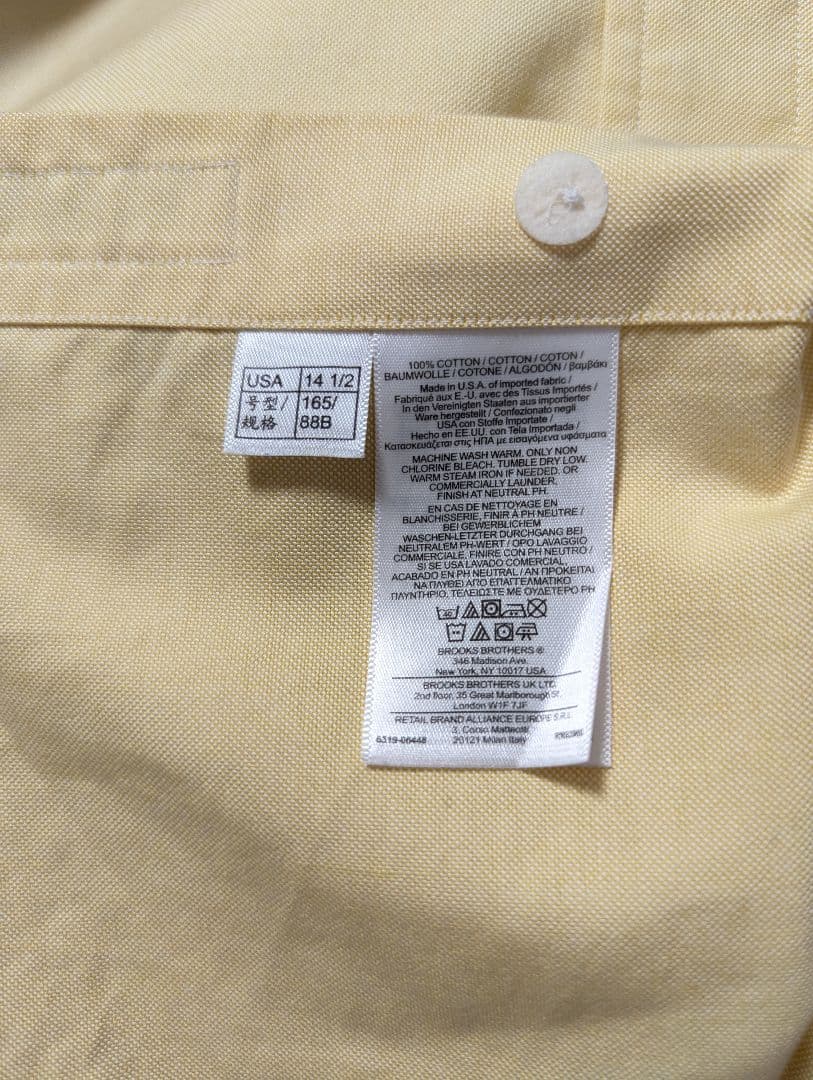 USA 14 1/2
号型/ 165/
规格 88B
100% COTTON / COTTON / COTON /
BAUMWOLLE / COTONE / ALGODÓN / βαμβάκι
Made in U.S.A. of imported fabric /
Fabriqué aux E.-U. avec des Tissus Importés /
In den Vereinigten Staaten aus importierter
Ware hergestellt / Confezionato negli
USA con Stoffe Importate /
Hecho en EE.UU. con Tela Importada /
Κατασκευάζεται στις ΗΠΑ με εισαγόμενα υφάσματα
MACHINE WASH WARM. ONLY NON
CHLORINE BLEACH. TUMBLE DRY LOW.
WARM STEAM IRON IF NEEDED. OR
COMMERCIALLY LAUNDER,
FINISH AT NEUTRAL PH.
EN CAS DE NETTOYAGE EN
BLANCHISSERIE, FINIR À PH NEUTRE /
BEI GEWERBLICHEM
WASCHEN-LETZTER DURCHGANG BEI
NEUTRALEM PH-WERT / OPO LAVAGGIO
COMMERCIALE, FINIRE CON PH NEUTRO /
SI SE USA LAVADO COMERCIAL,
ACABADO EN PH NEUTRAL / ΑΝ ΠΡΟΚΕΙΤΑΙ
ΝΑ ΠΛΥΘΕΙ ΑΠΟ ΕΠΑΓΓΕΛΜΑΤΙΚΟ
ΠΛΥΝΤΗΡΙΟ, ΤΕΛΕΙΩΣΤΕ ΜΕ ΟΥΔΕΤΕΡΟ PH
40
BROOKS BROTHERS ®
346 Madison Ave.
New York, NY 10017 USA
BROOKS BROTHERS UK LTD.
2nd floor, 35 Great Marlborough St.
London W1F 7JF
RETAIL BRAND ALLIANCE EUROPE S.R.L.
3, Corso Matteotti
6319-06448 20121 Milan Italy